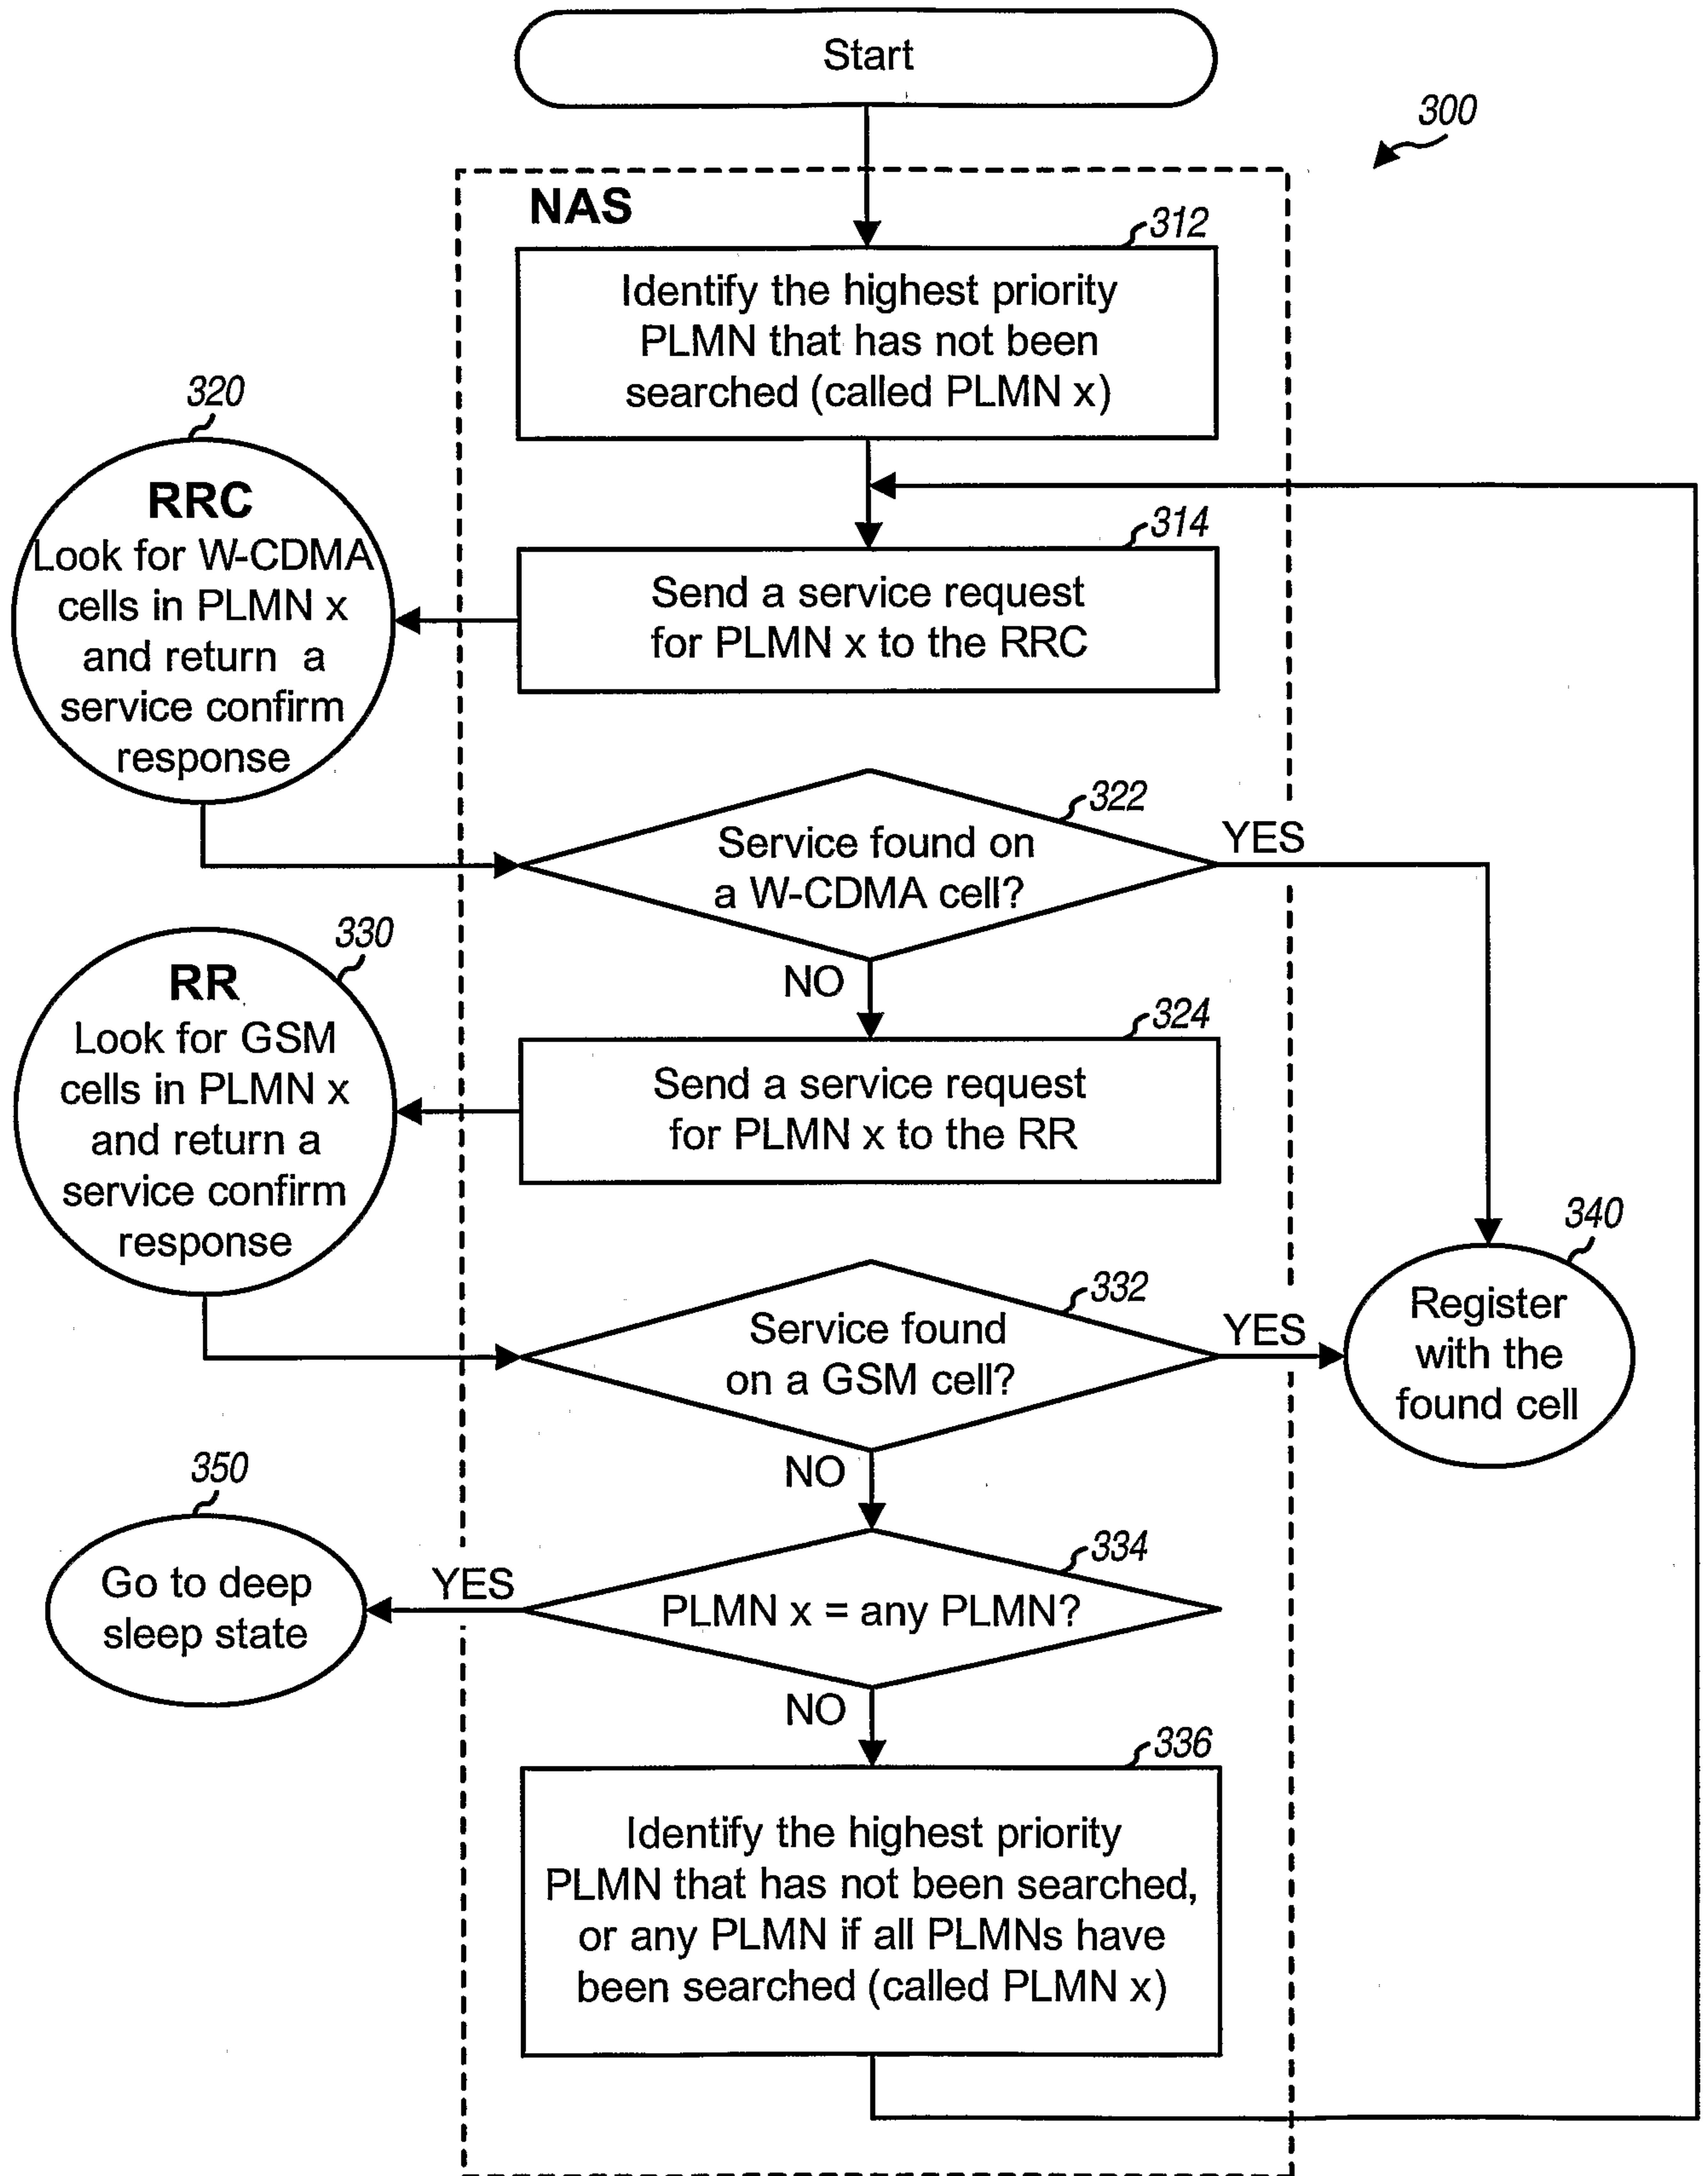 Start
300
NAS
312
Identify the highest priority
PLMN that has not been
searched (called PLMN x)
320
RRC
Look for W-CDMA
cells in PLMN x
and return a
service confirm
response
314
Send a service request
for PLMN x to the RRC
322
Service found on
a W-CDMA cell?
YES
NO
330
RR
Look for GSM
cells in PLMN x
and return a
service confirm
response
324
Send a service request
for PLMN x to the RR
332
Service found
on a GSM cell?
YES
NO
340
Register
with the
found cell
350
Go to deep
sleep state
334
PLMN x = any PLMN?
YES
NO
336
Identify the highest priority
PLMN that has not been searched,
or any PLMN if all PLMNs have
been searched (called PLMN x)